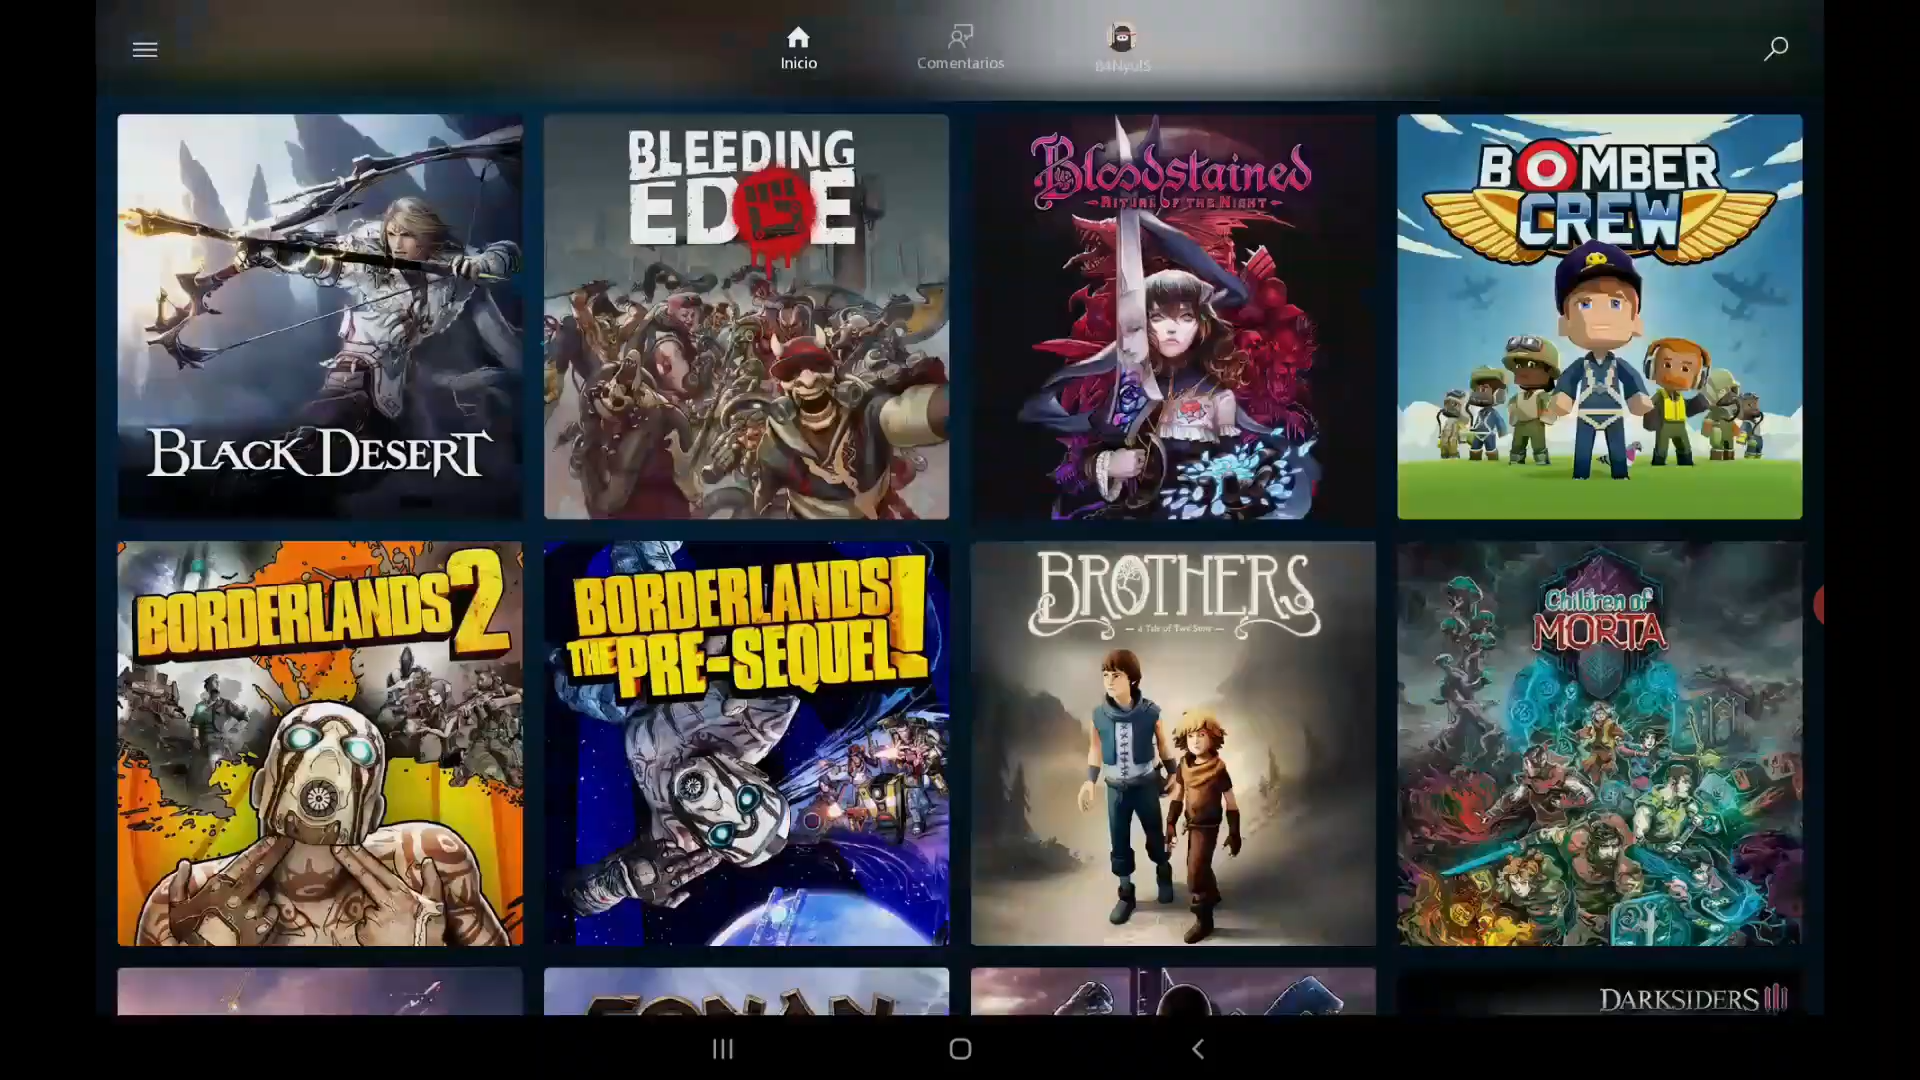 Inicio
Comentarios
BLACK DESERT
BLEEDING
EDGE
Bloodstained
RITUAL OF THE NIGHT
BOMBER
CREW
BORDERLANDS 2
BORDERLANDS
THE PRE-SEQUEL!
BROTHERS
a Tale of Two Sons
Children of
MORTA
CONAN
DARKSIDERS III